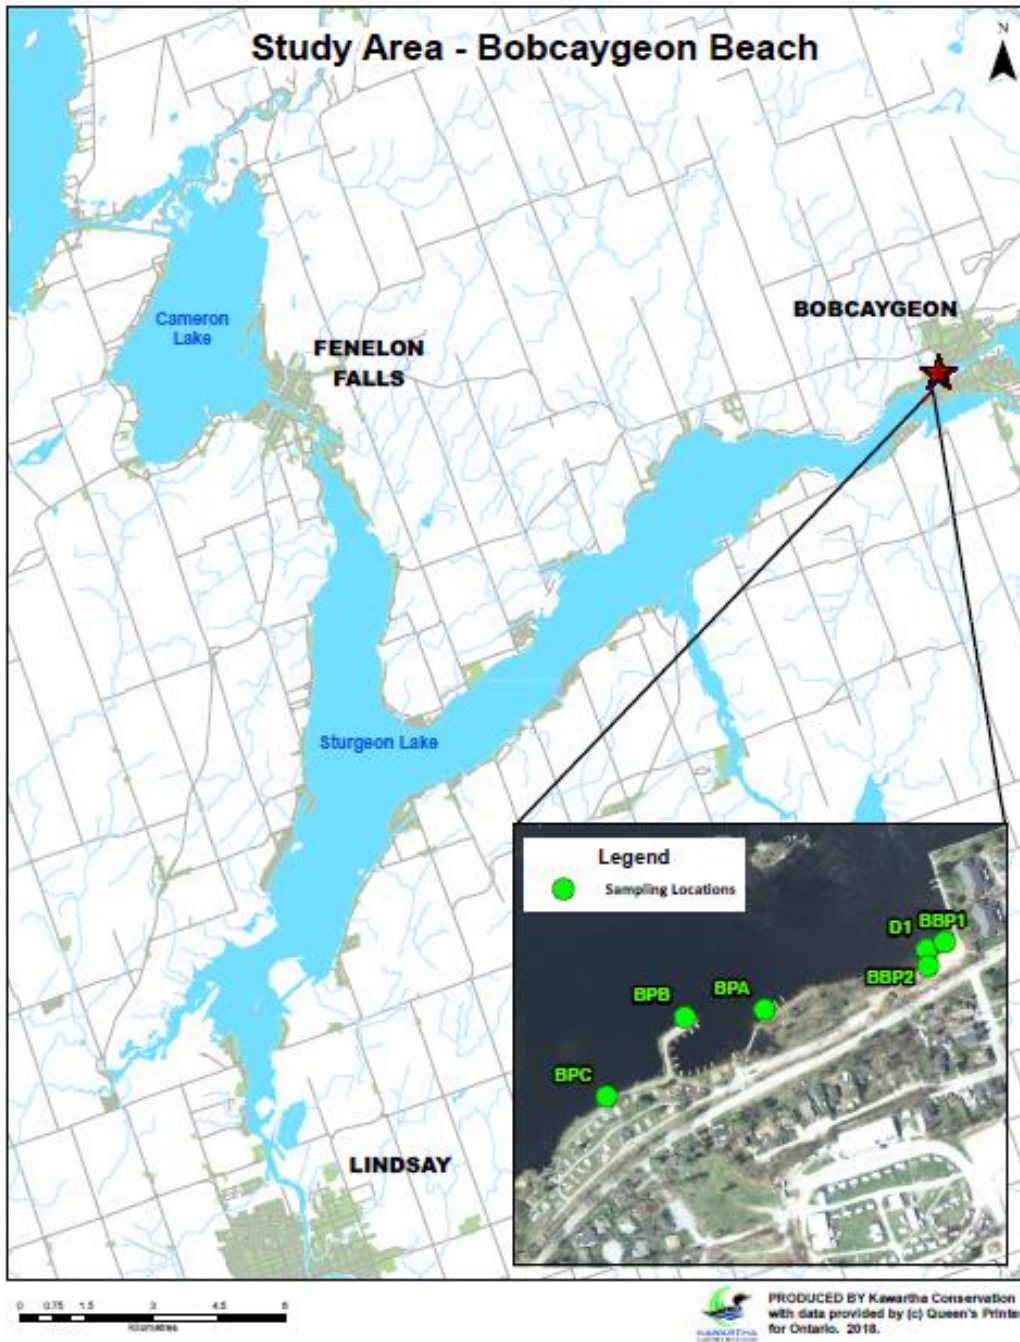 Study Area - Bobcaygeon Beach
N
BOBCAYGEON
Cameron
Lake
FENELON
FALLS
Sturgeon Lake
Legend
Sampling Locations
D1 BBP1
BBP2
BPB
BPA
BPC
LINDSAY
0 0.75 1.5 3 4.5 6
Kilometres
KAWARTHA
PRODUCED BY Kawartha Conservation
with data provided by (c) Queen's Printe
for Ontario. 2018.